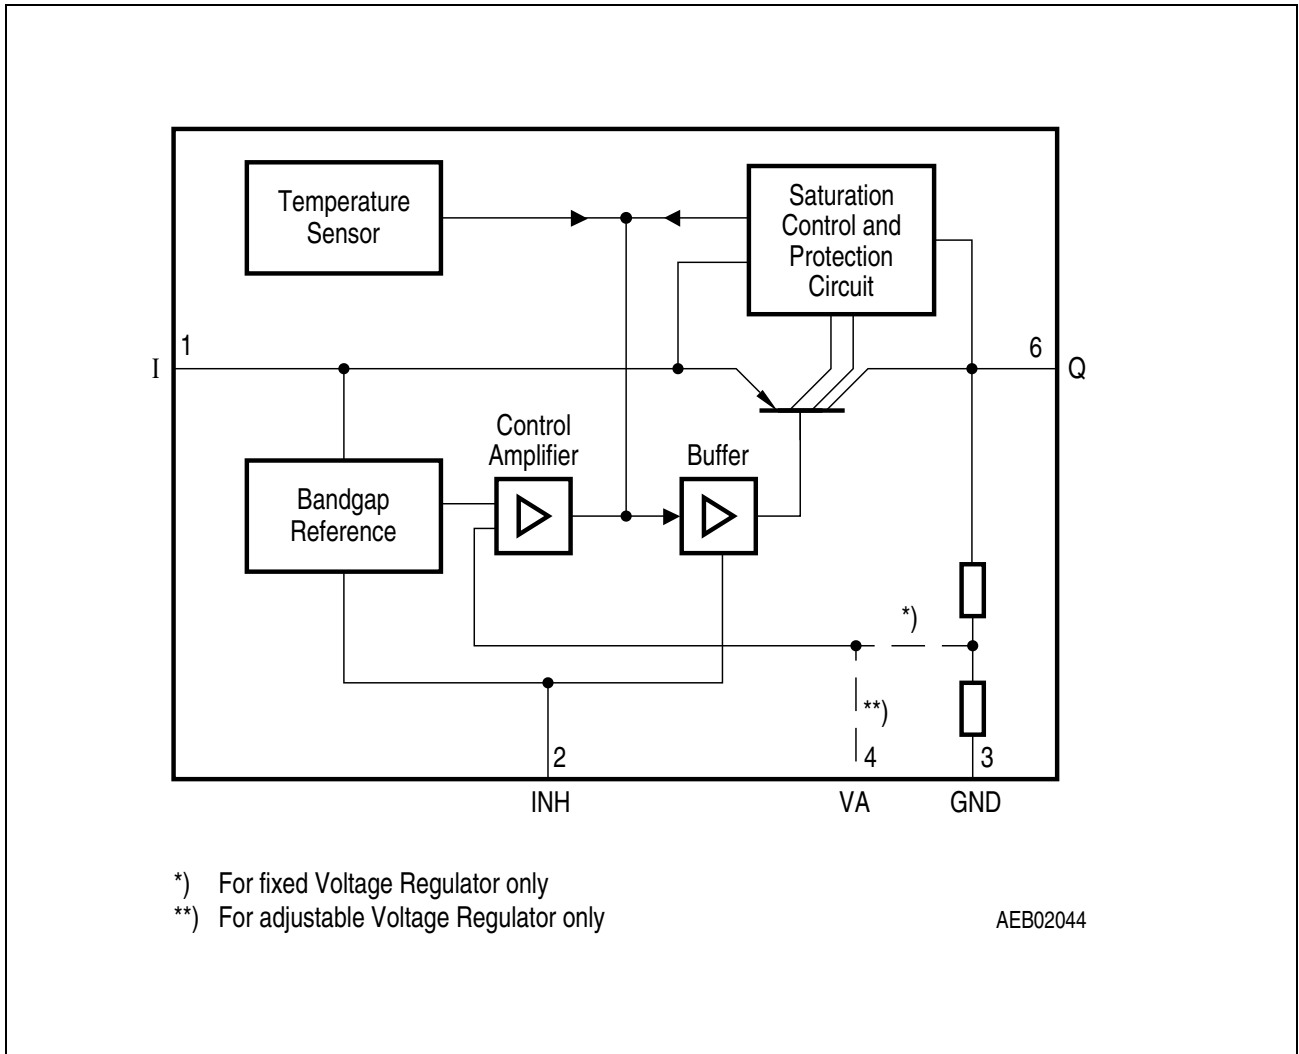 Temperature
Sensor
Saturation
Control and
Protection
Circuit
1
I
6
Q
Control
Amplifier
Buffer
Bandgap
Reference
*)
**)
2
4
3
INH
VA
GND
*) For fixed Voltage Regulator only
**) For adjustable Voltage Regulator only
AEB02044